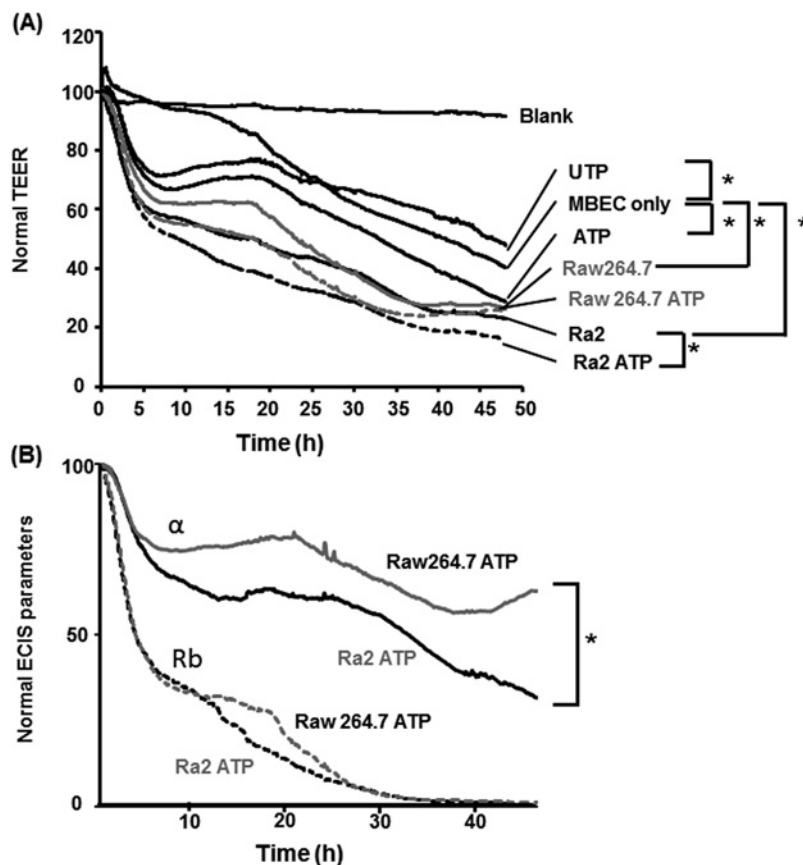 (A)
120
100
80
60
40
20
0
Normal TEER
0 5 10 15 20 25 30 35 40 45 50
Time (h)
Blank
UTP
MBEC only
ATP
Raw264.7
Raw 264.7 ATP
Ra2
Ra2 ATP
*
*
*
*
*
*
(B)
100
50
0
Normal ECIS parameters
10 20 30 40
Time (h)
α
Raw264.7 ATP
Ra2 ATP
Rb
Raw 264.7 ATP
Ra2 ATP
*